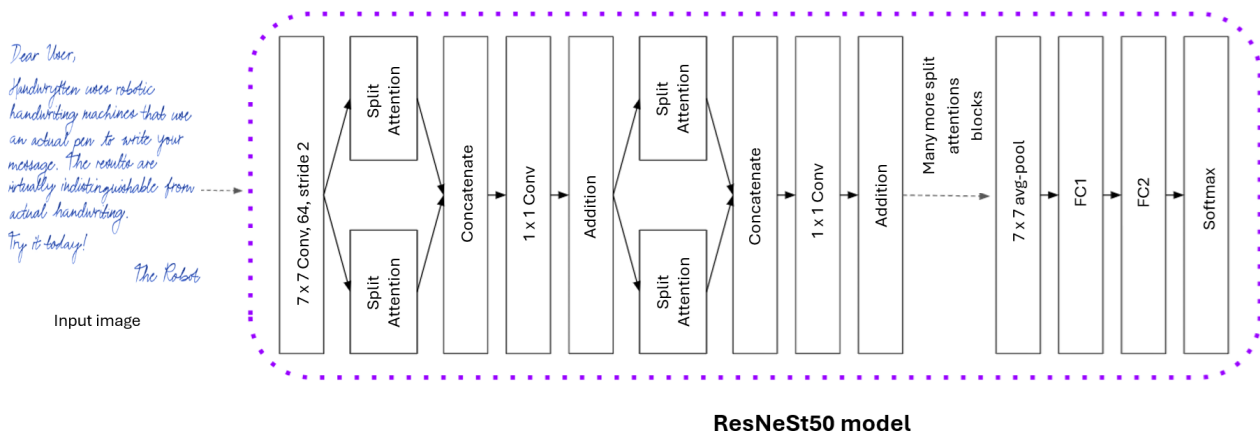 Dear User,
Handwrytten uses robotic
handwriting machines that use
an actual pen to write your
message. The results are
virtually indistinguishable from
actual handwriting.
Try it today!
The Robot
Input image
7 x 7 Conv, 64, stride 2
Split
Attention
Split
Attention
Concatenate
1 x 1 Conv
Addition
Split
Attention
Split
Attention
Concatenate
1 x 1 Conv
Addition
Many more split
attentions
blocks
7 x 7 avg-pool
FC1
FC2
Softmax
ResNeSt50 model